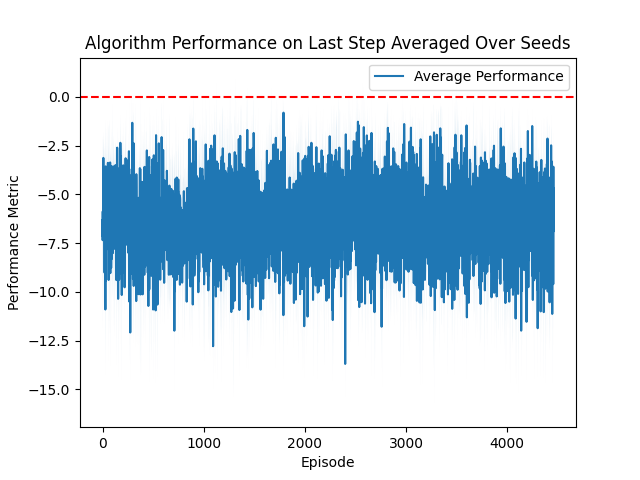 Algorithm Performance on Last Step Averaged Over Seeds
Average Performance
0.0
−2.5
−5.0
−7.5
−10.0
−12.5
−15.0
Performance Metric
0 1000 2000 3000 4000
Episode